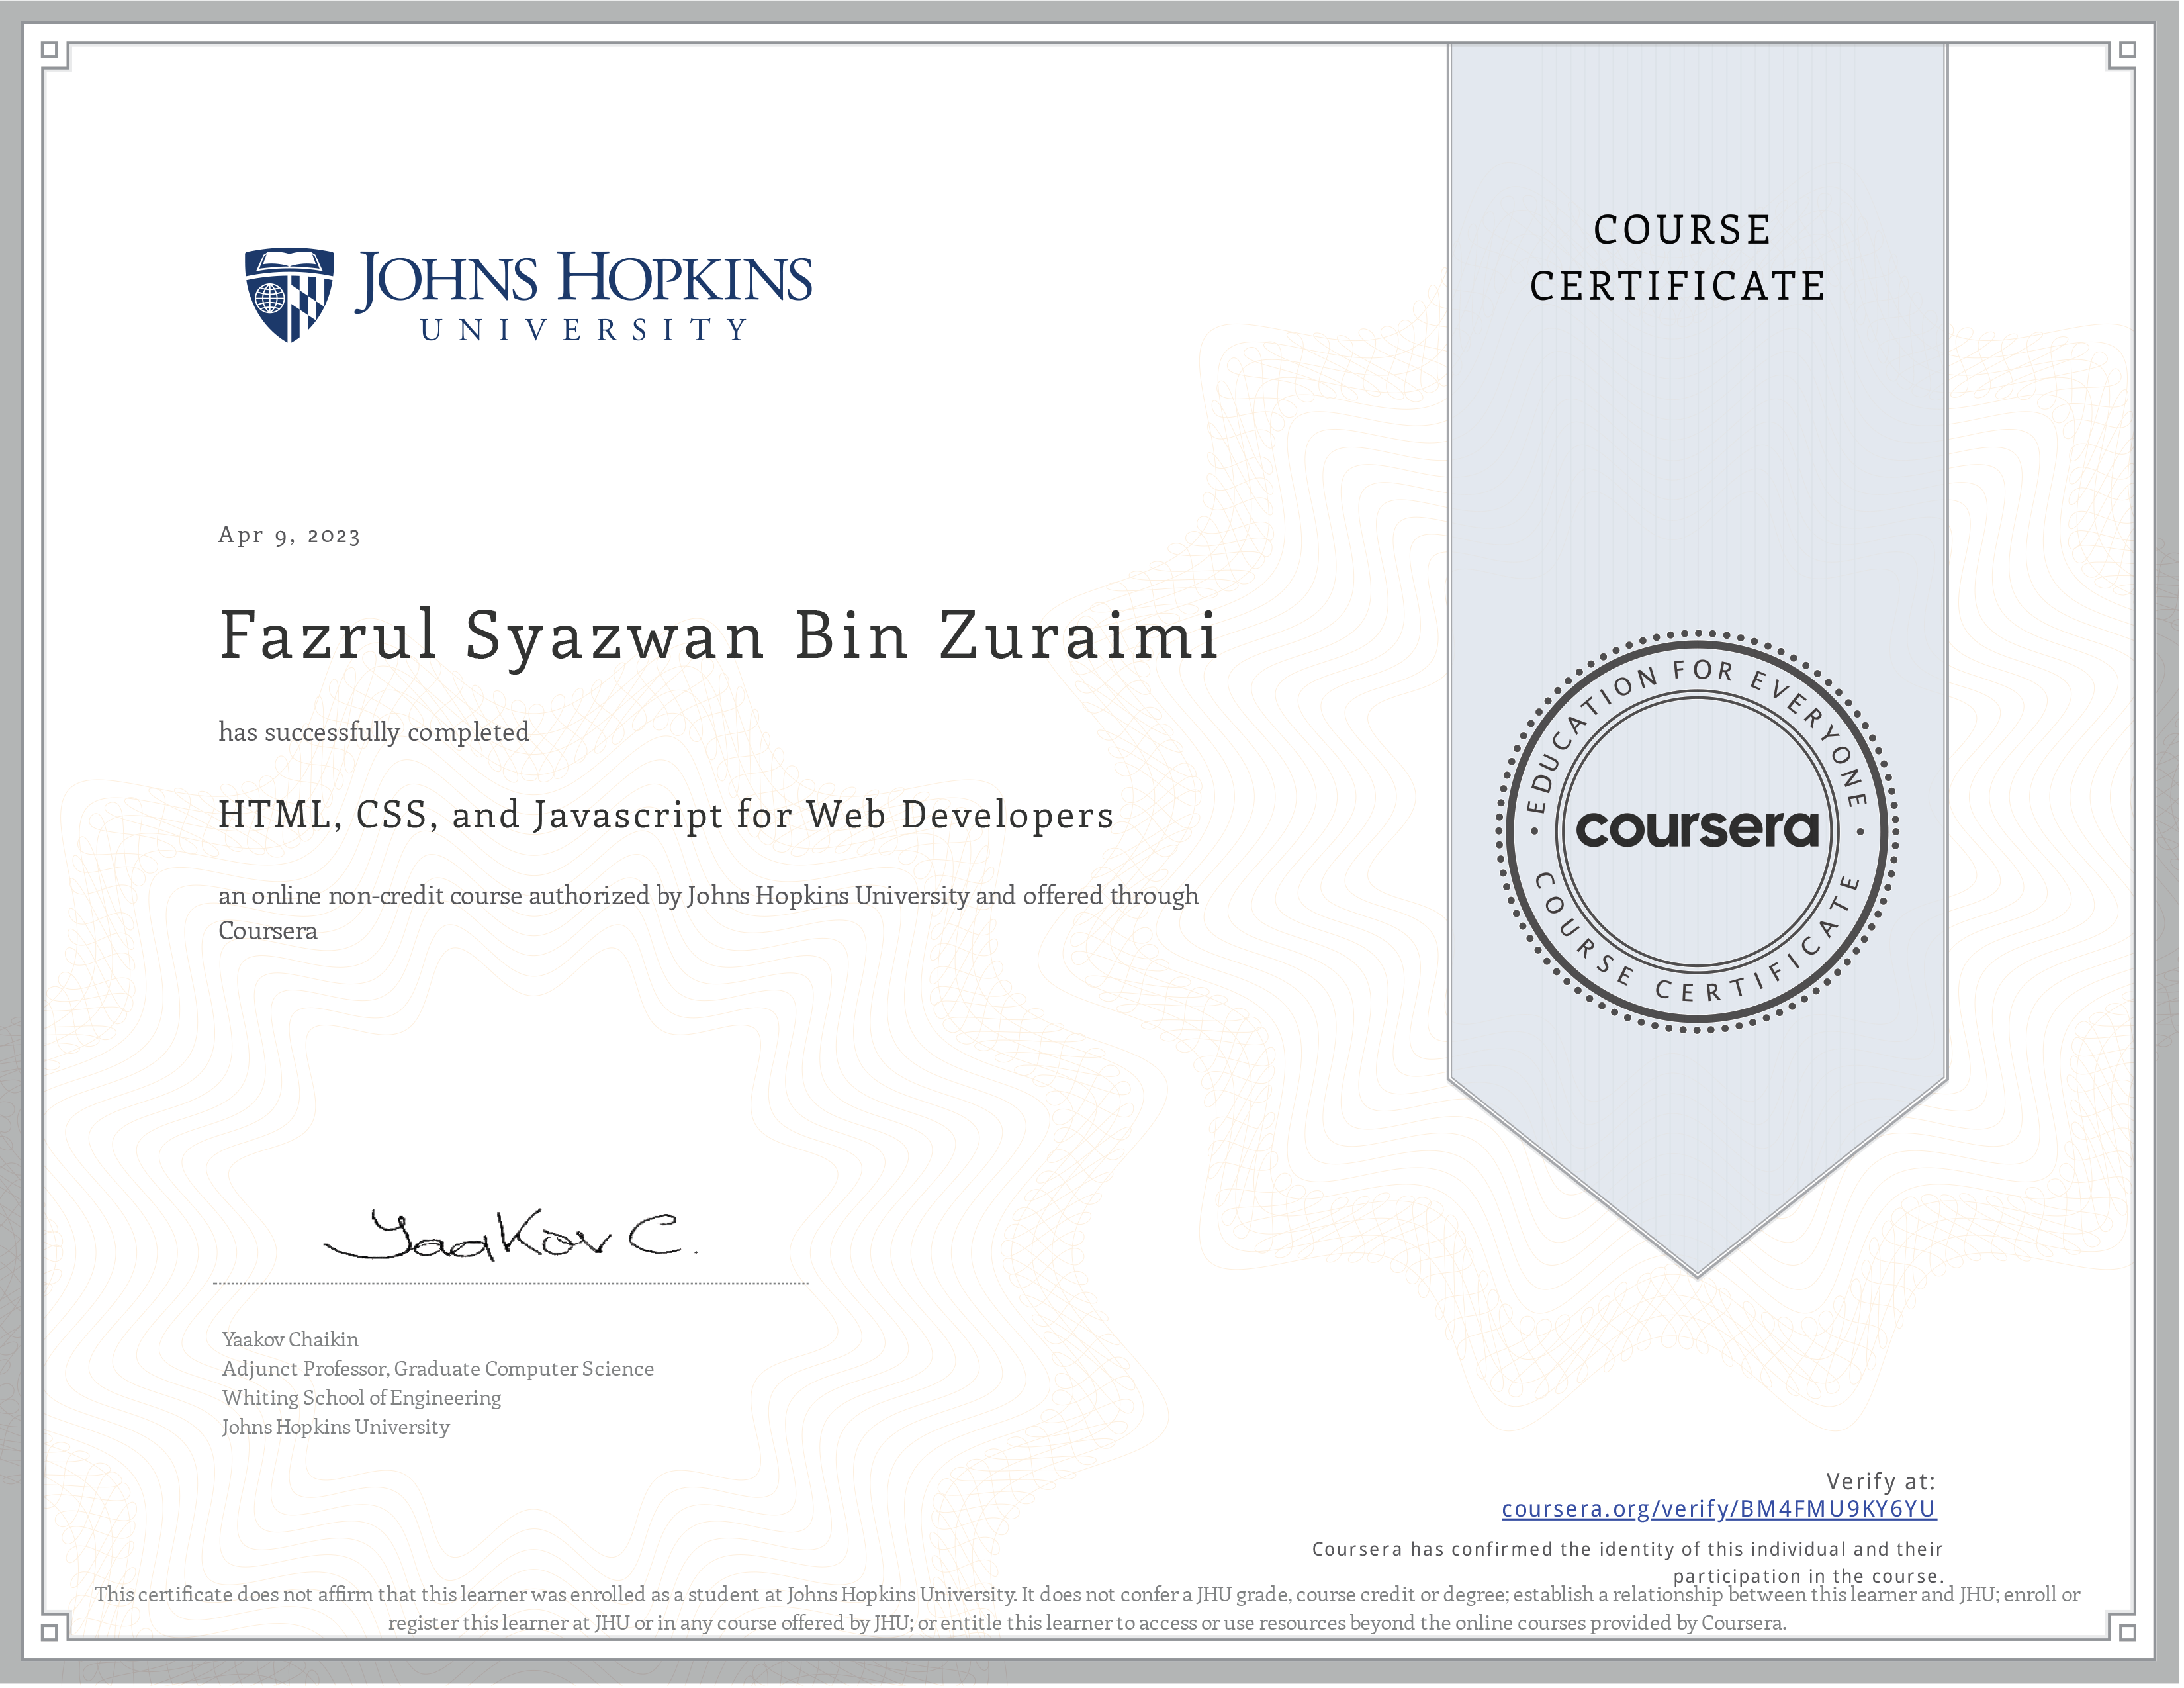 JOHNS HOPKINS
UNIVERSITY
COURSE
CERTIFICATE
Apr 9, 2023
Fazrul Syazwan Bin Zuraimi
has successfully completed
HTML, CSS, and Javascript for Web Developers
an online non-credit course authorized by Johns Hopkins University and offered through
Coursera
EDUCATION FOR EVERYONE
coursera
COURSE CERTIFICATE
Yaakov C.
Yaakov Chaikin
Adjunct Professor, Graduate Computer Science
Whiting School of Engineering
Johns Hopkins University
Verify at:
coursera.org/verify/BM4FMU9KY6YU
Coursera has confirmed the identity of this individual and their
participation in the course.
This certificate does not affirm that this learner was enrolled as a student at Johns Hopkins University. It does not confer a JHU grade, course credit or degree; establish a relationship between this learner and JHU; enroll or
register this learner at JHU or in any course offered by JHU; or entitle this learner to access or use resources beyond the online courses provided by Coursera.